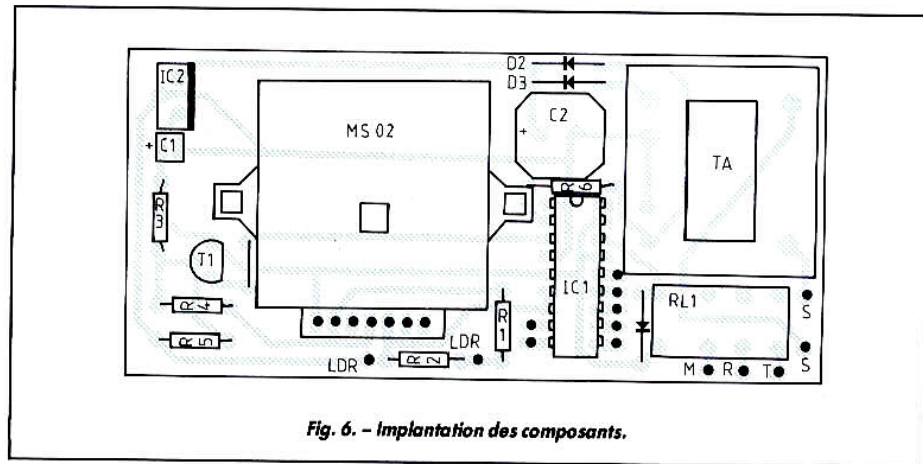 D2
D3
IC2
C2
MS 02
+
C1
+
TA
R6
R3
T1
IC1
RL1
S
R4
R1
R5
LDR
R2
LDR
S
M R T
Fig. 6. – Implantation des composants.